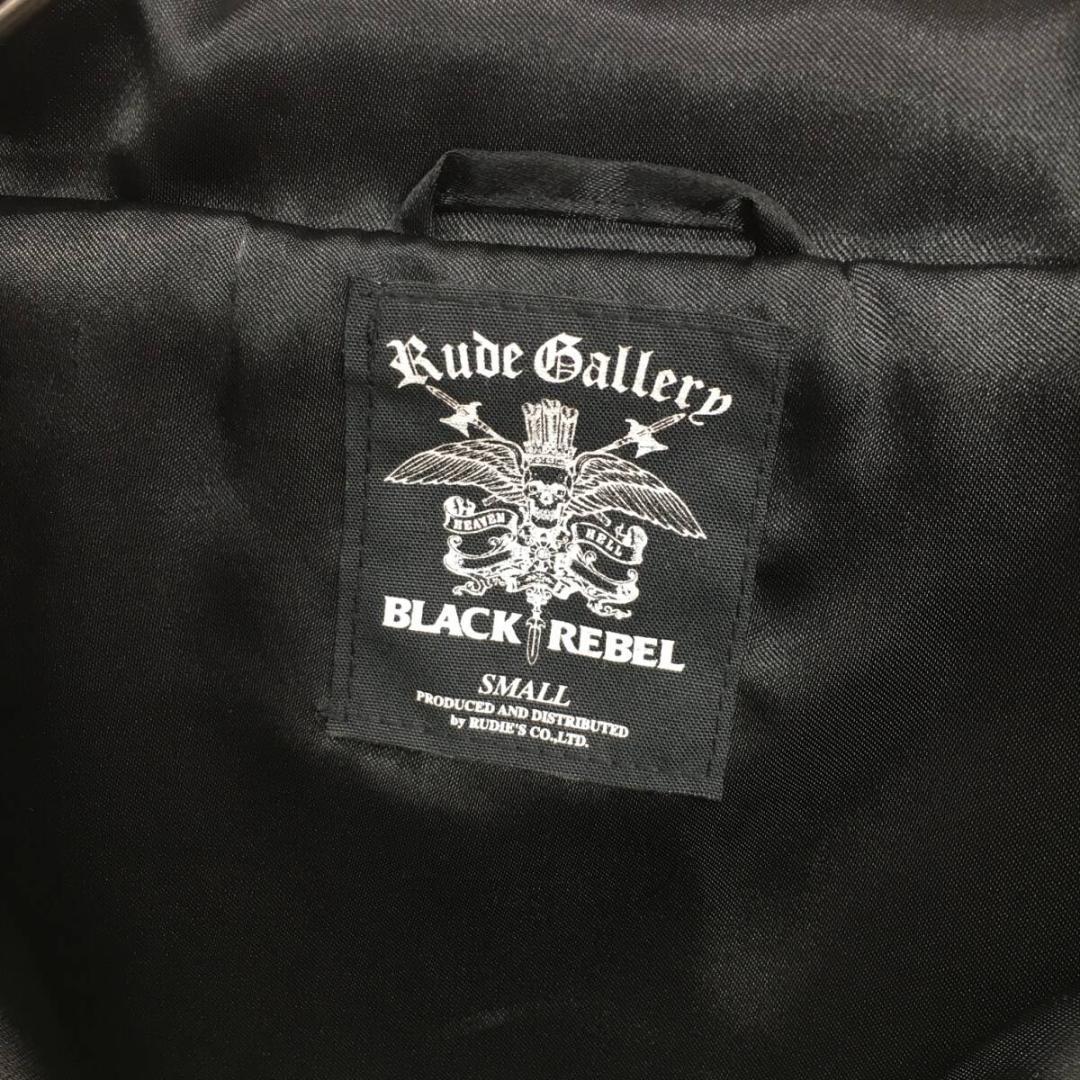 Rude Gallery
HEAVEN
HELL
BLACK REBEL
SMALL
PRODUCED AND DISTRIBUTED
by RUDIE'S CO.,LTD.